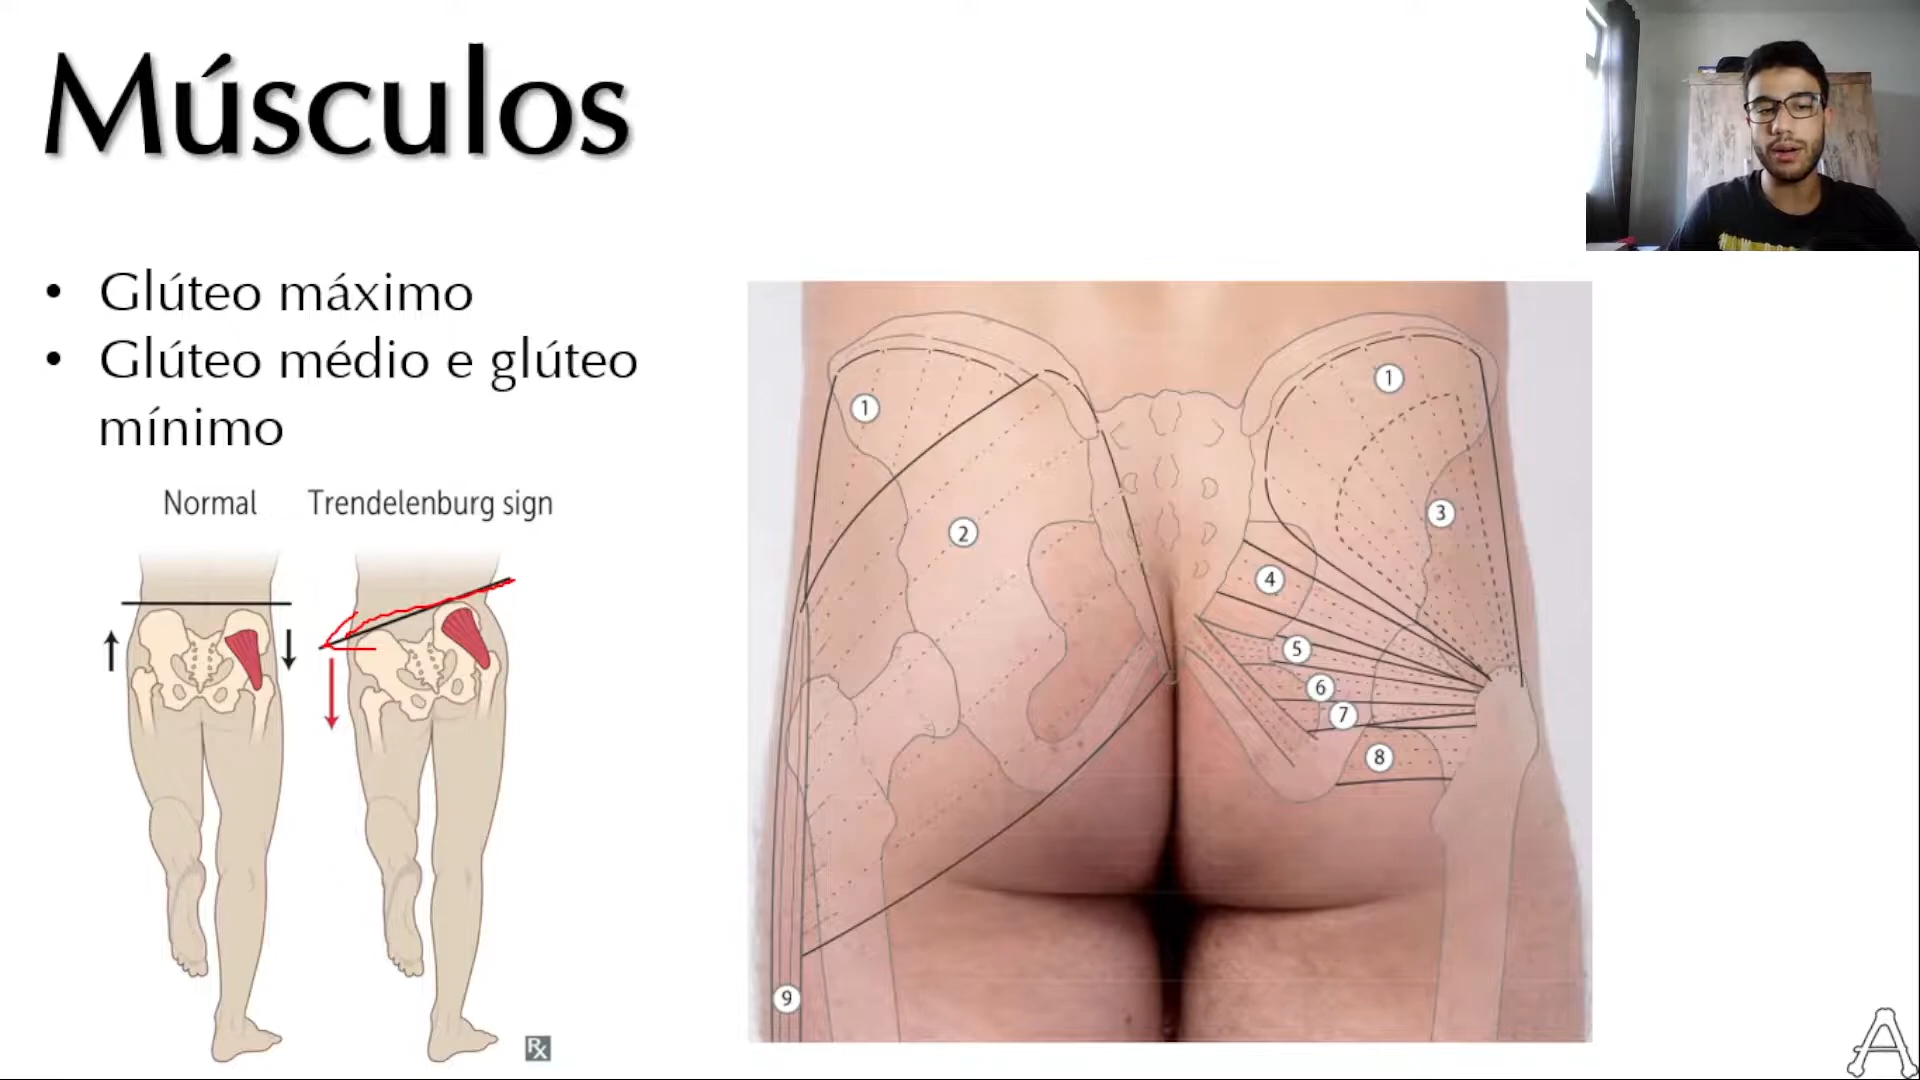 Músculos
• Glúteo máximo
• Glúteo médio e glúteo
mínimo
Normal
Trendelenburg sign
Rx
1
2
9
1
3
4
5
6
7
8
A